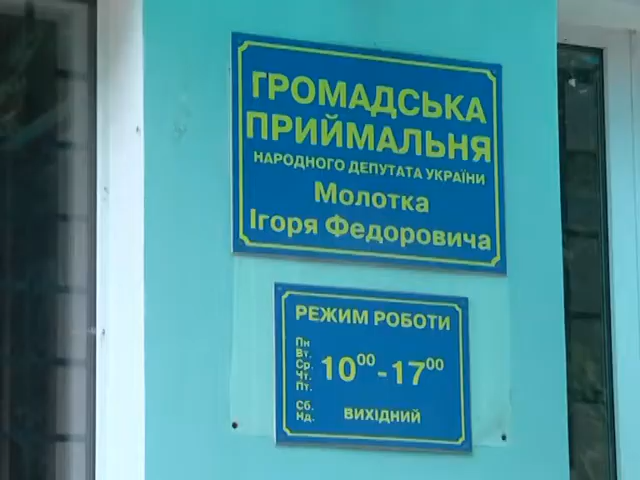 ГРОМАДСЬКА
ПРИЙМАЛЬНЯ
НАРОДНОГО ДЕПУТАТА УКРАЇНИ
Молотка
Ігоря Федоровича
РЕЖИМ РОБОТИ
Пн
Вт.
Ср.
Чт.
Пт.
10⁰⁰-17⁰⁰
Сб.
Нд.
ВИХІДНИЙ